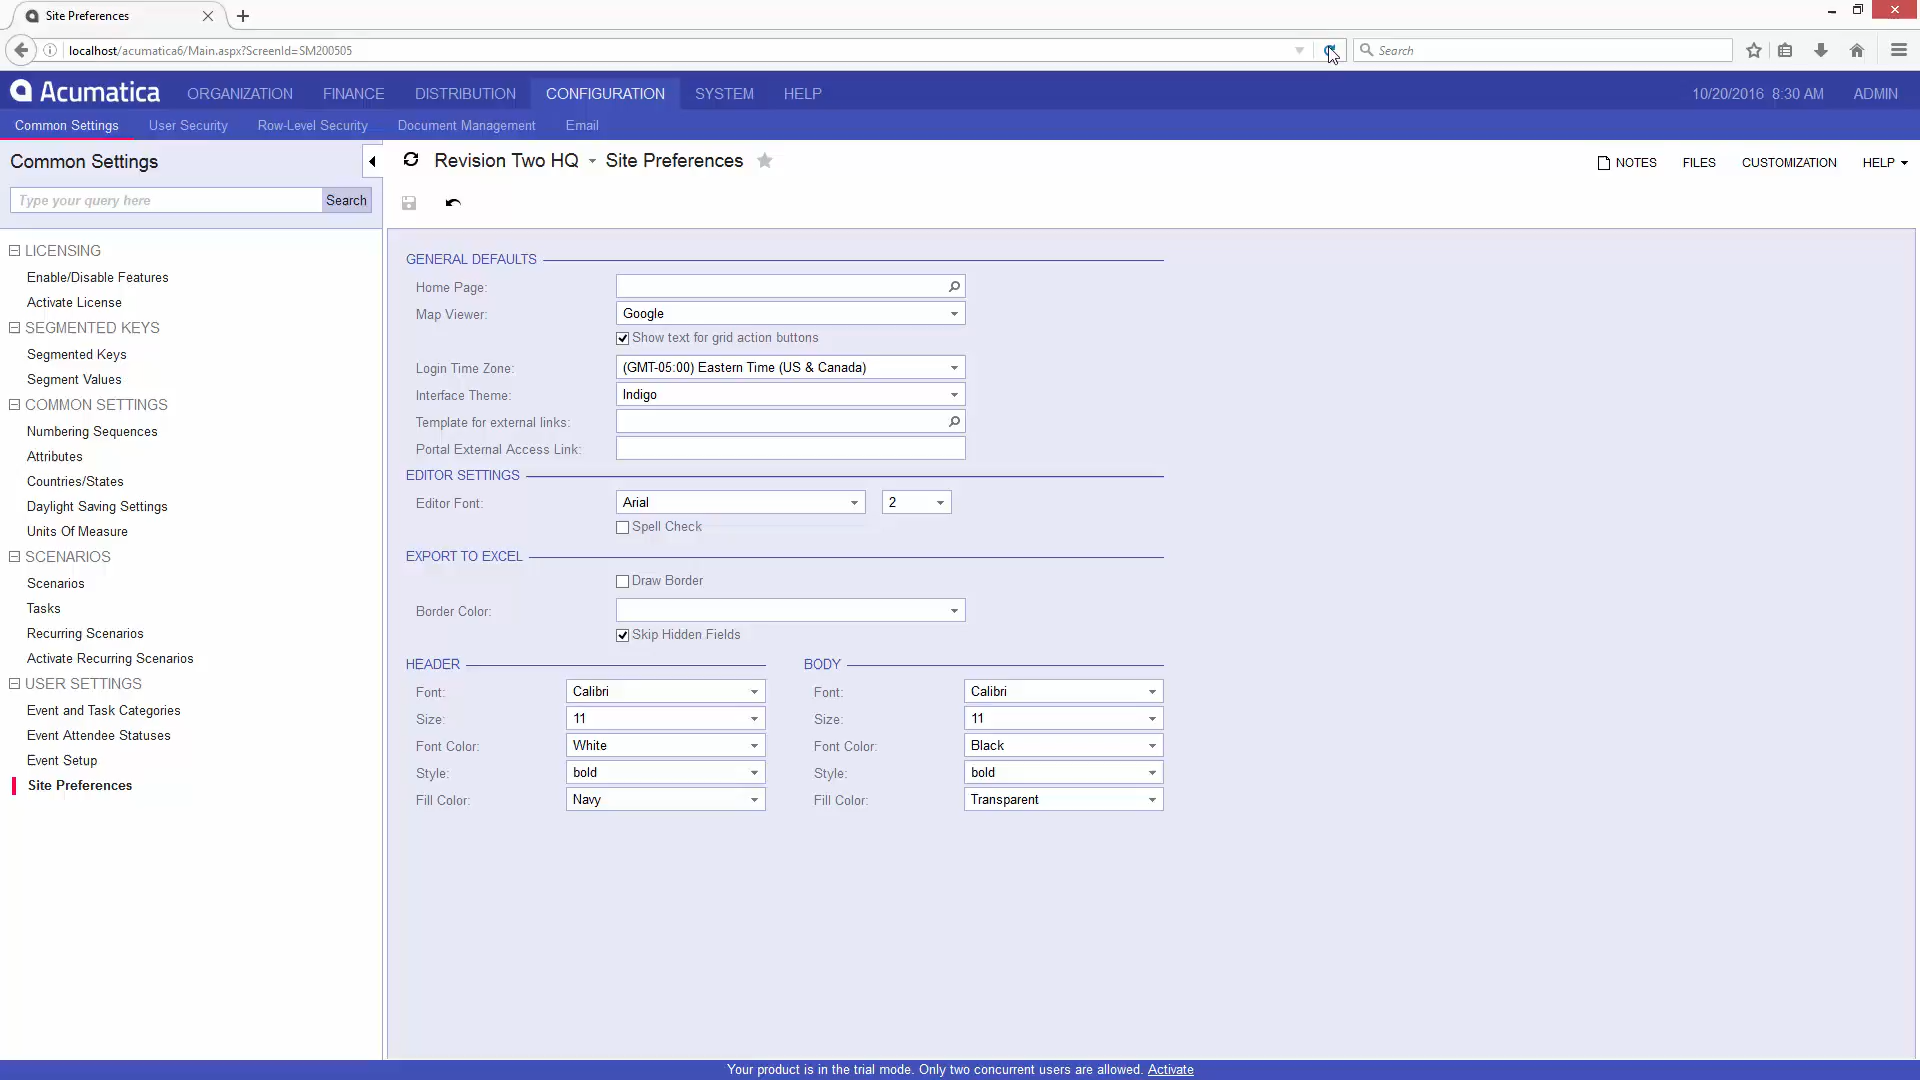 Site Preferences
localhost/acumatica6/Main.aspx?ScreenId=SM200505
Search
Acumatica ORGANIZATION FINANCE DISTRIBUTION CONFIGURATION SYSTEM HELP 10/20/2016 8:30 AM ADMIN
Common Settings User Security Row-Level Security Document Management Email
Common Settings
Type your query here Search
LICENSING
Enable/Disable Features
Activate License
SEGMENTED KEYS
Segmented Keys
Segment Values
COMMON SETTINGS
Numbering Sequences
Attributes
Countries/States
Daylight Saving Settings
Units Of Measure
SCENARIOS
Scenarios
Tasks
Recurring Scenarios
Activate Recurring Scenarios
USER SETTINGS
Event and Task Categories
Event Attendee Statuses
Event Setup
Site Preferences
Revision Two HQ Site Preferences
NOTES FILES CUSTOMIZATION HELP
GENERAL DEFAULTS
Home Page:
Map Viewer: Google
Show text for grid action buttons
Login Time Zone: (GMT-05:00) Eastern Time (US & Canada)
Interface Theme: Indigo
Template for external links:
Portal External Access Link:
EDITOR SETTINGS
Editor Font: Arial 2
Spell Check
EXPORT TO EXCEL
Draw Border
Border Color:
Skip Hidden Fields
HEADER
Font: Calibri
Size: 11
Font Color: White
Style: bold
Fill Color: Navy
BODY
Font: Calibri
Size: 11
Font Color: Black
Style: bold
Fill Color: Transparent
Your product is in the trial mode. Only two concurrent users are allowed. Activate